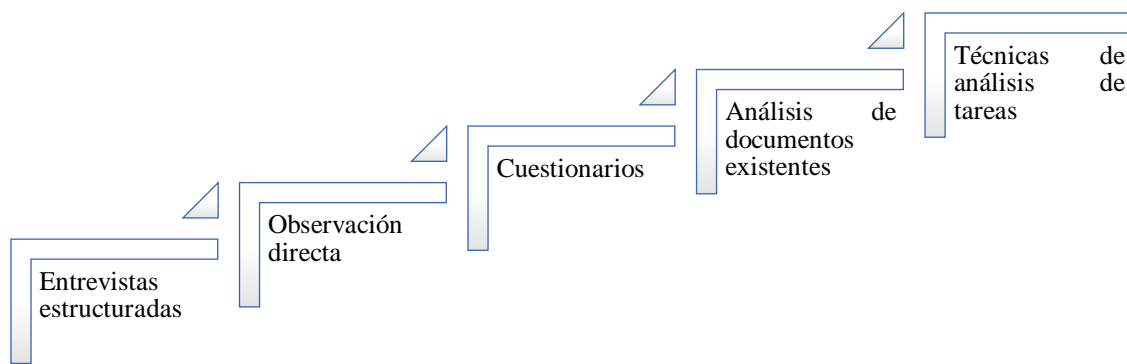 Entrevistas
estructuradas
Observación
directa
Cuestionarios
Análisis de
documentos
existentes
Técnicas de
análisis de
tareas